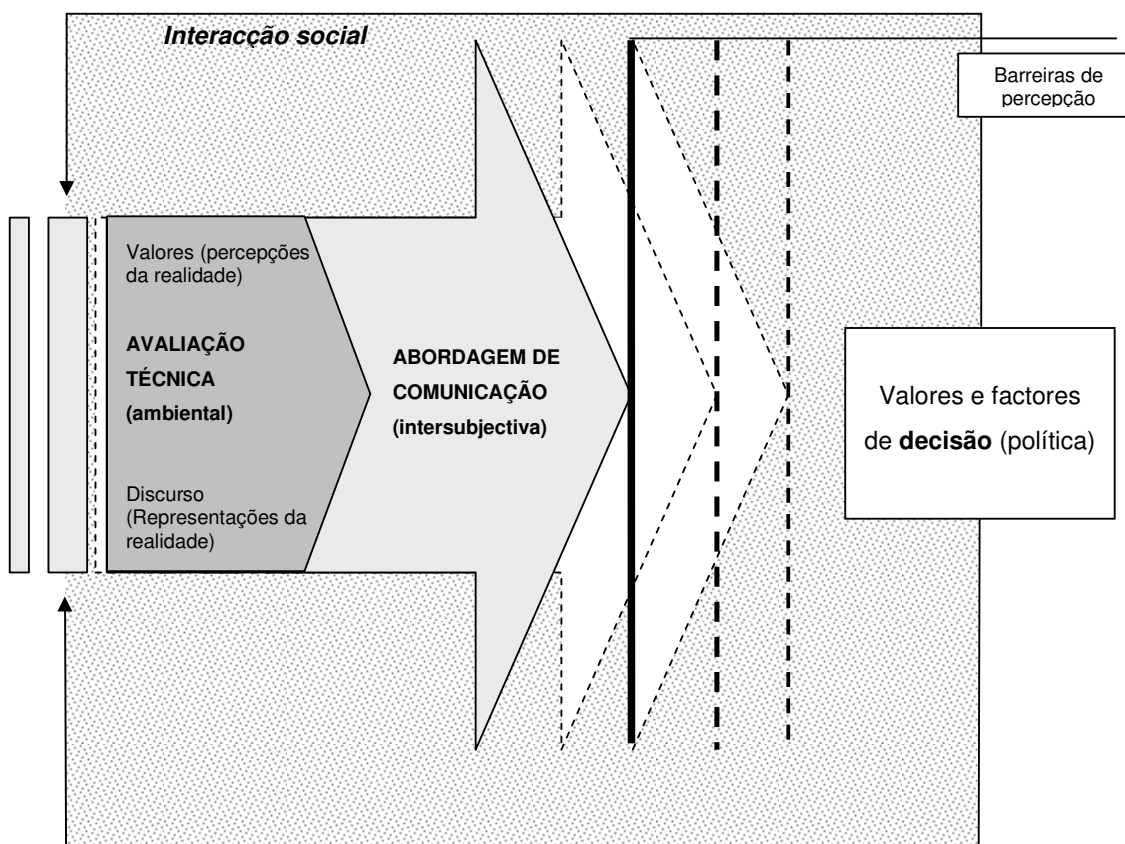 Interacção social
Barreiras de
percepção
Valores (percepções
da realidade)
AVALIAÇÃO
TÉCNICA
(ambiental)
Discurso
(Representações da
realidade)
ABORDAGEM DE
COMUNICAÇÃO
(intersubjectiva)
Valores e factores
de decisão (política)